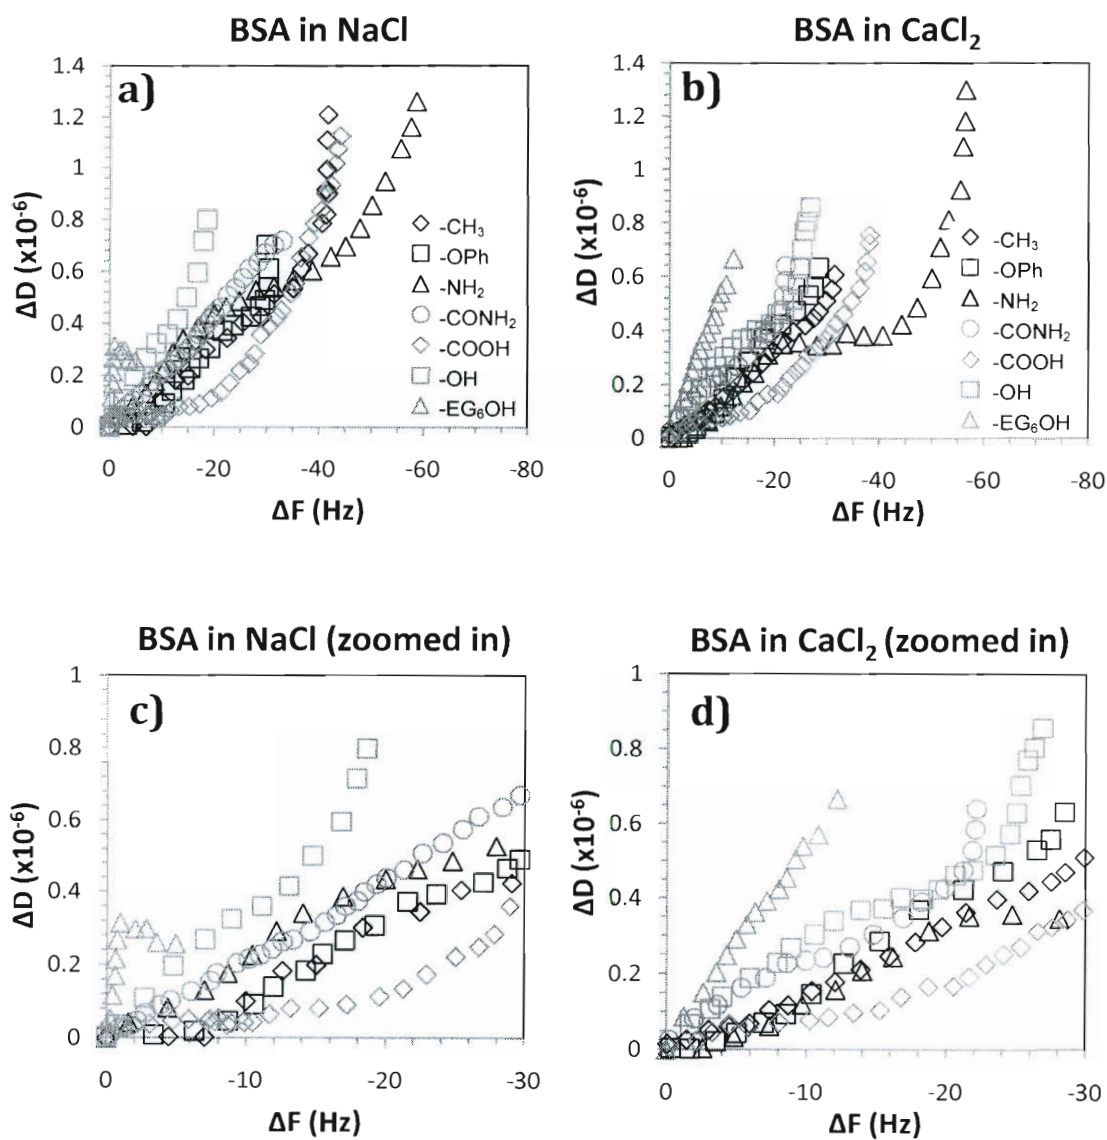 BSA in NaCl
a)
1.4
1.2
1
0.8
0.6
0.4
0.2
0
ΔD (x10⁻⁶)
-CH₃
-OPh
-NH₂
-CONH₂
-COOH
-OH
-EG₆OH
0 -20 -40 -60 -80
ΔF (Hz)
BSA in CaCl₂
b)
1.4
1.2
1
0.8
0.6
0.4
0.2
0
ΔD (x10⁻⁶)
-CH₃
-OPh
-NH₂
-CONH₂
-COOH
-OH
-EG₆OH
0 -20 -40 -60 -80
ΔF (Hz)
BSA in NaCl (zoomed in)
c)
1
0.8
0.6
0.4
0.2
0
ΔD (x10⁻⁶)
0 -10 -20 -30
ΔF (Hz)
BSA in CaCl₂ (zoomed in)
d)
1
0.8
0.6
0.4
0.2
0
ΔD (x10⁻⁶)
0 -10 -20 -30
ΔF (Hz)